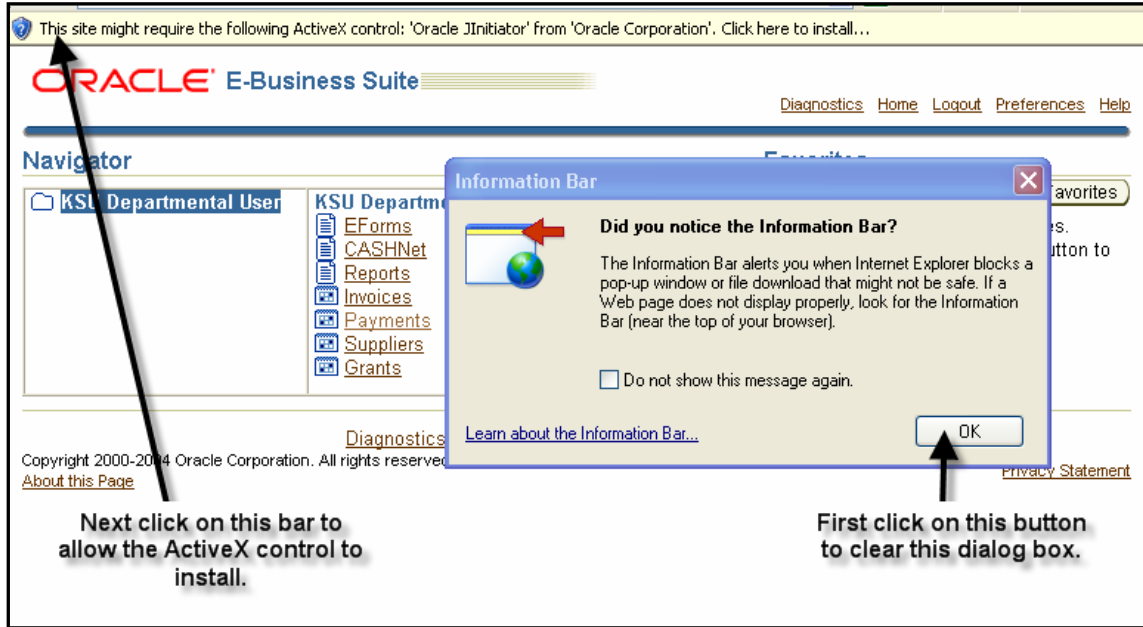 This site might require the following ActiveX control: 'Oracle JInitiator' from 'Oracle Corporation'. Click here to install...
ORACLE E-Business Suite
Diagnostics Home Logout Preferences Help
Navigator
Favorites
KSU Departmental User
KSU Departme
EForms
CASHNet
Reports
Invoices
Payments
Suppliers
Grants
avorites
s.
utton to
Information Bar
Did you notice the Information Bar?
The Information Bar alerts you when Internet Explorer blocks a
pop-up window or file download that might not be safe. If a
Web page does not display properly, look for the Information
Bar (near the top of your browser).
Do not show this message again.
Learn about the Information Bar...
OK
Diagnostics
Copyright 2000-2004 Oracle Corporation. All rights reserved
About this Page
Privacy Statement
Next click on this bar to
allow the ActiveX control to
install.
First click on this button
to clear this dialog box.